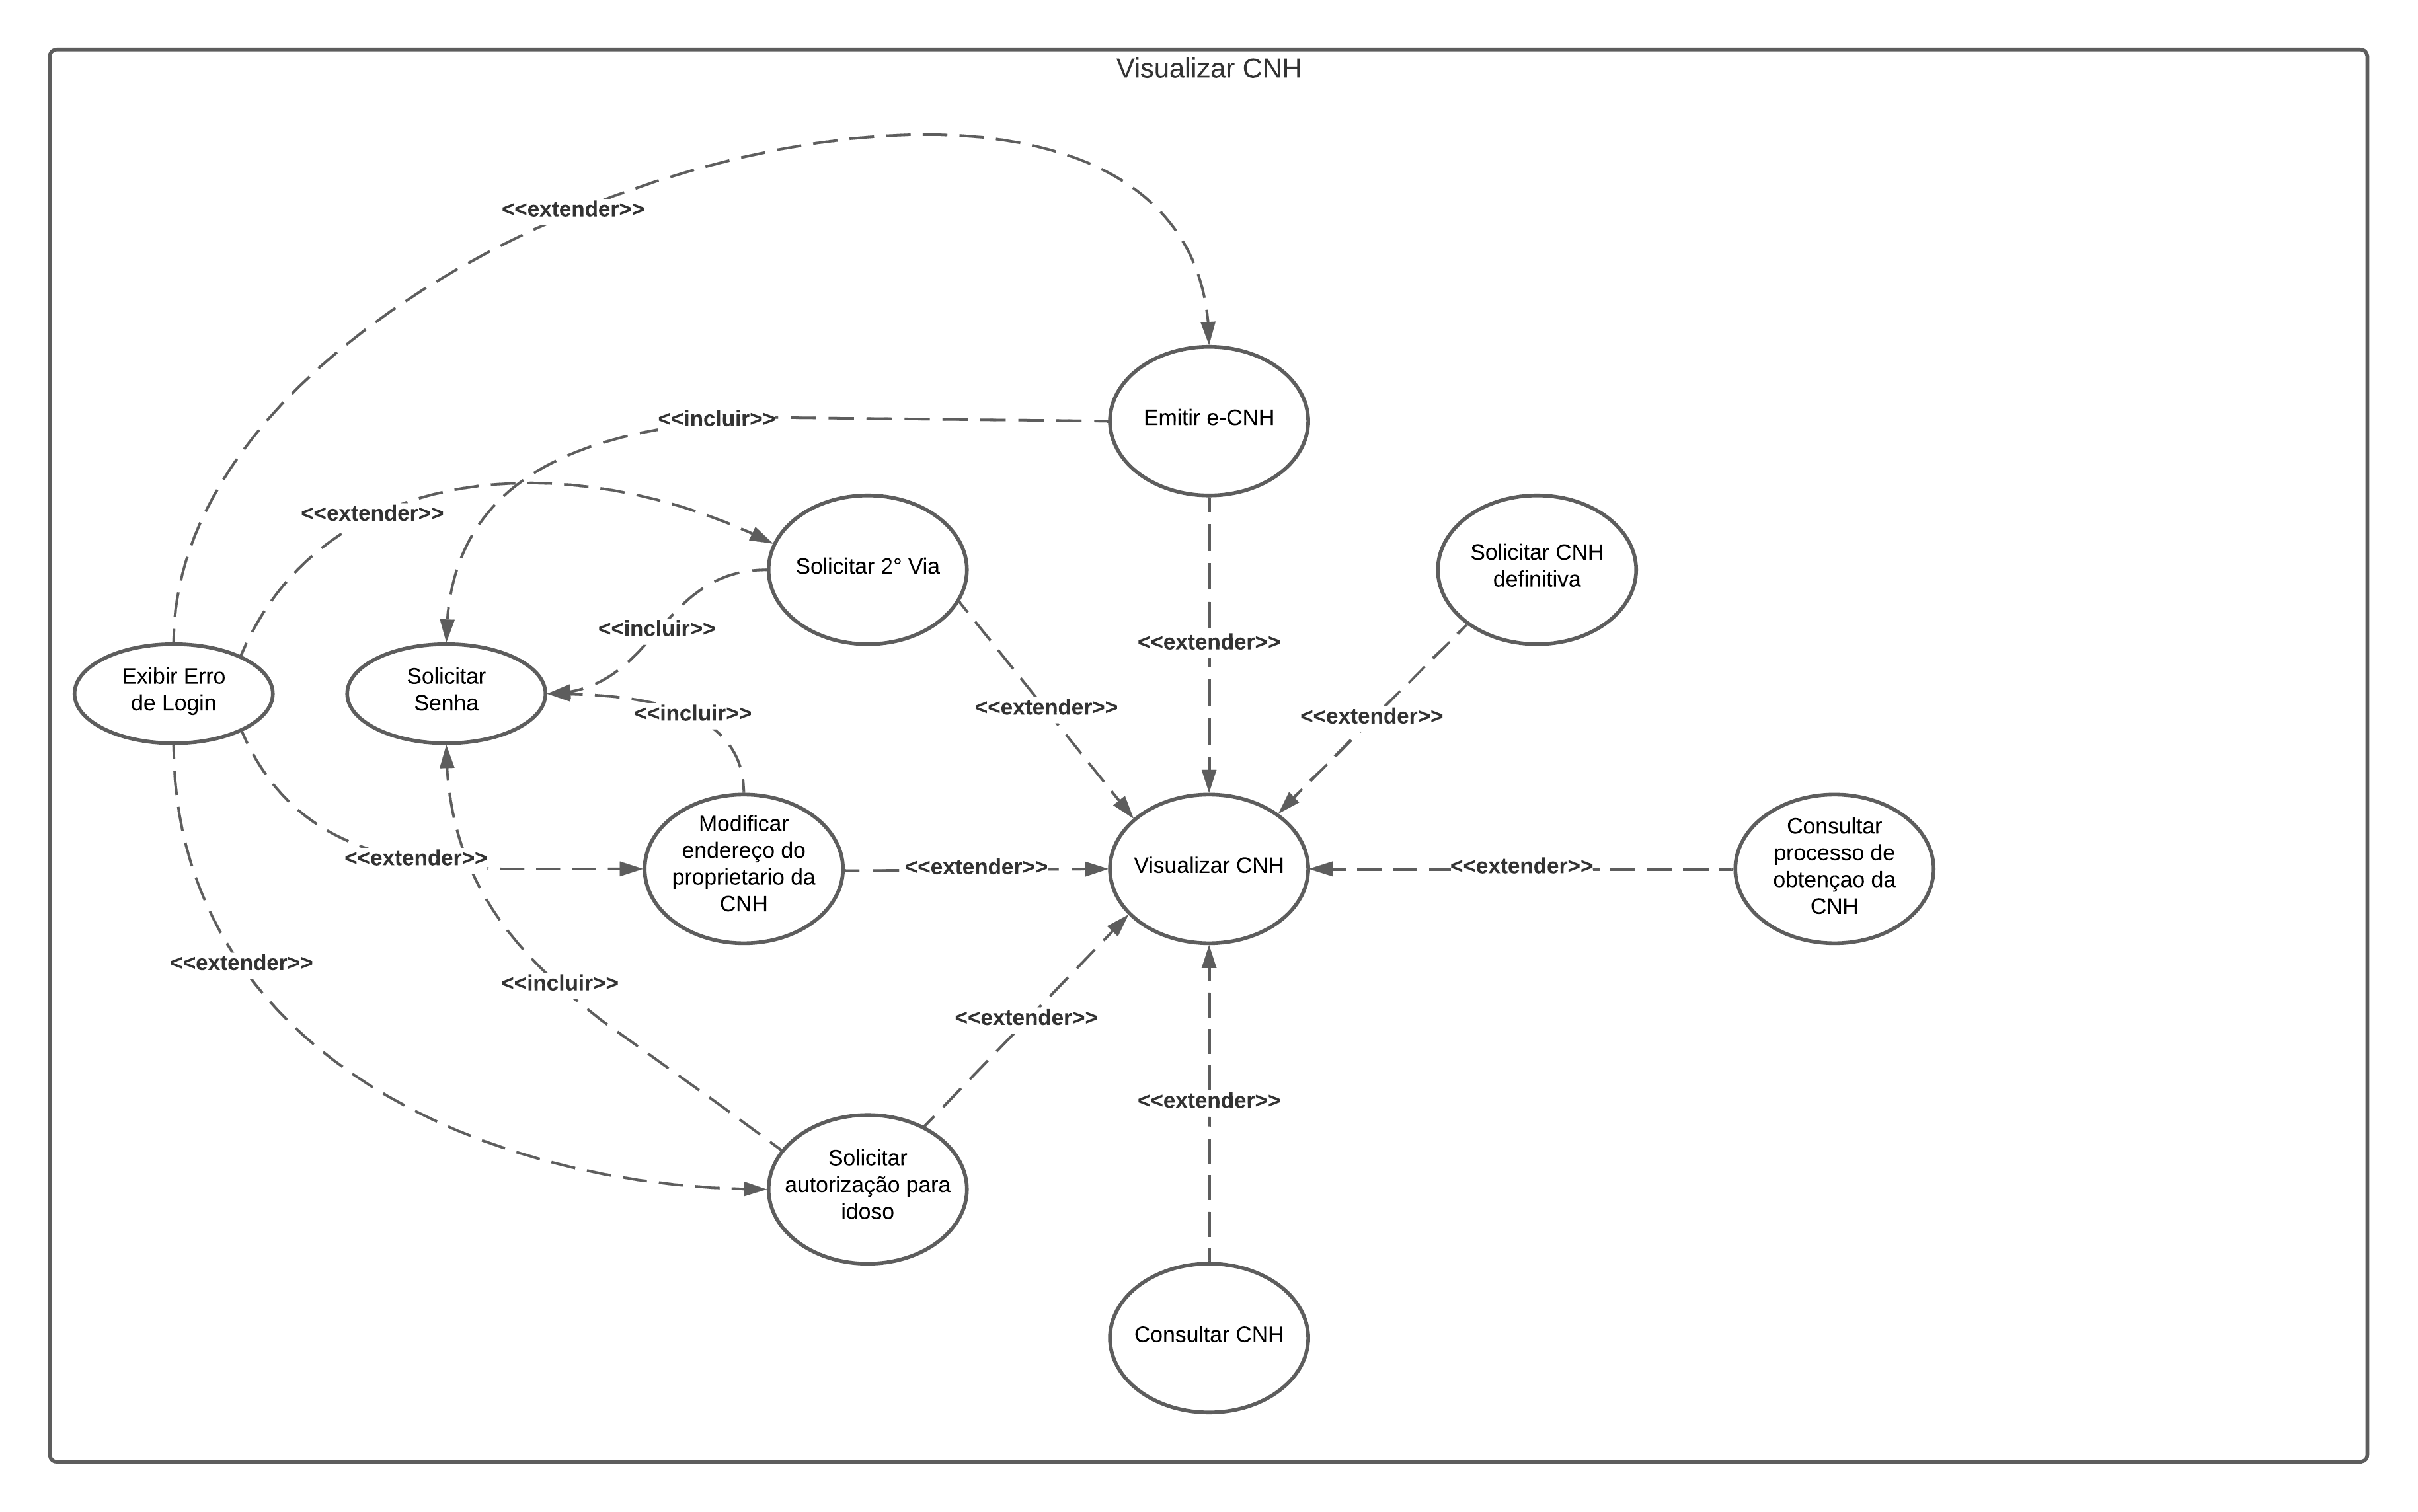 Visualizar CNH
<<extender>>
<<incluir>>
Emitir e-CNH
<<extender>>
Solicitar 2° Via
Solicitar CNH
definitiva
<<incluir>>
<<extender>>
Exibir Erro
de Login
Solicitar
Senha
<<incluir>>
<<extender>>
<<extender>>
Modificar
endereço do
proprietario da
CNH
<<extender>>
<<extender>>
Visualizar CNH
<<extender>>
Consultar
processo de
obtençao da
CNH
<<extender>>
<<incluir>>
<<extender>>
<<extender>>
Solicitar
autorização para
idoso
Consultar CNH